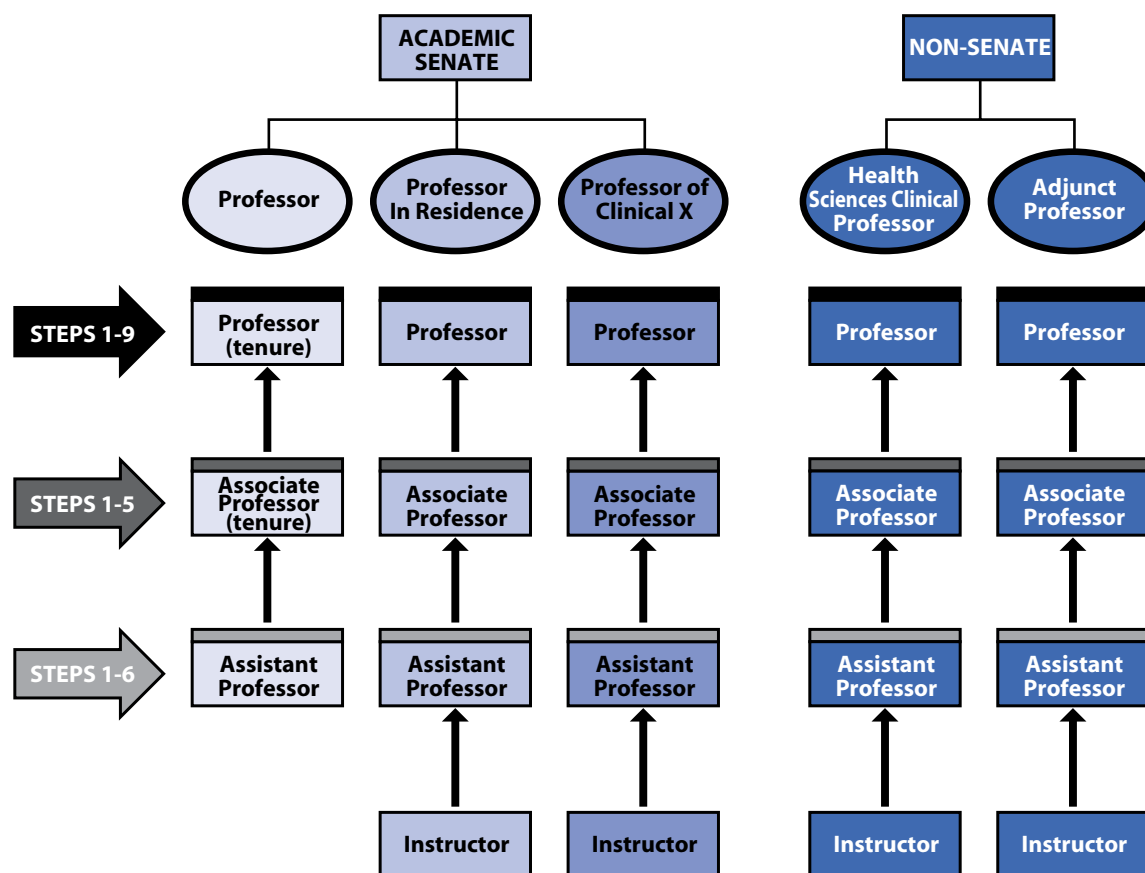 ACADEMIC
SENATE
NON-SENATE
Professor
Professor
In Residence
Professor of
Clinical X
Health
Sciences Clinical
Professor
Adjunct
Professor
STEPS 1-9
Professor
(tenure)
Professor
Professor
Professor
Professor
STEPS 1-5
Associate
Professor
(tenure)
Associate
Professor
Associate
Professor
Associate
Professor
Associate
Professor
STEPS 1-6
Assistant
Professor
Assistant
Professor
Assistant
Professor
Assistant
Professor
Assistant
Professor
Instructor
Instructor
Instructor
Instructor